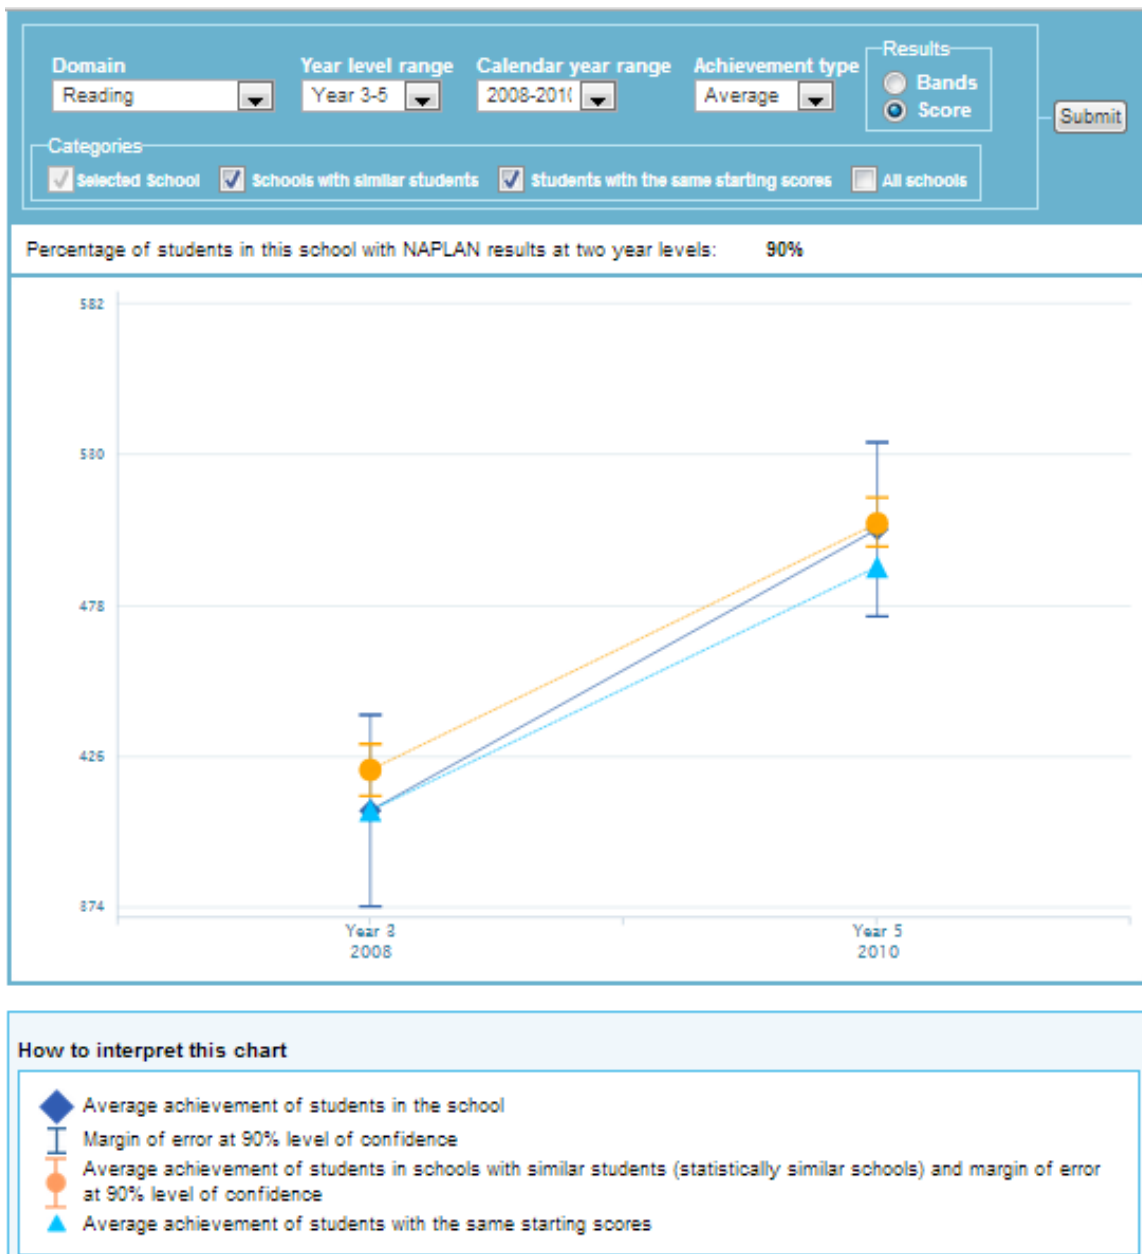 Domain Year level range Calendar year range Achievement type Results
Reading Year 3-5 2008-201( Average Bands
Score
Submit
Categories
Selected School Schools with similar students Students with the same starting scores All schools
Percentage of students in this school with NAPLAN results at two year levels: 90%
582
580
478
426
874
Year 3 Year 5
2008 2010
How to interpret this chart
Average achievement of students in the school
Margin of error at 90% level of confidence
Average achievement of students in schools with similar students (statistically similar schools) and margin of error
at 90% level of confidence
Average achievement of students with the same starting scores